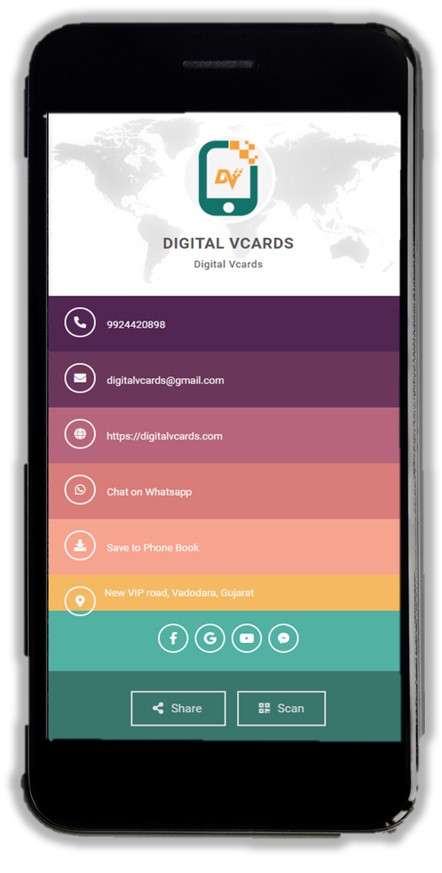 DV
DIGITAL VCARDS
Digital Vcards
9924420898
digitalvcards@gmail.com
https://digitalvcards.com
Chat on Whatsapp
Save to Phone Book
New VIP road, Vadodara, Gujarat
f G
Share Scan